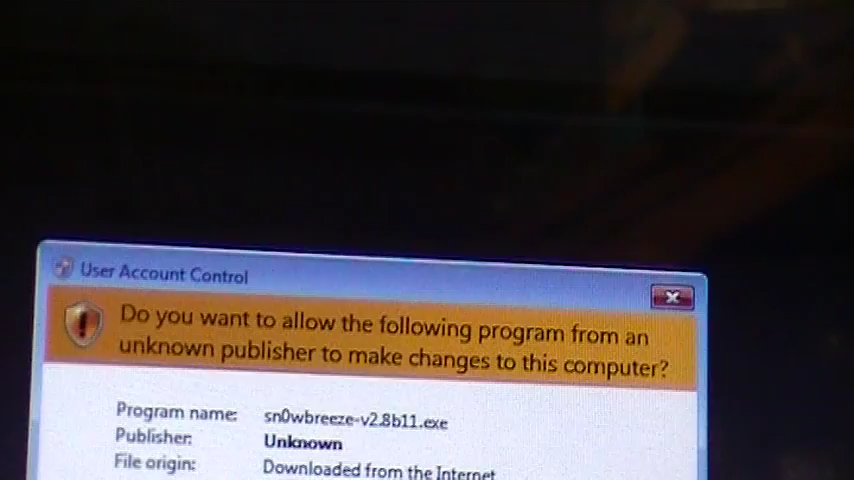 User Account Control
Do you want to allow the following program from an
unknown publisher to make changes to this computer?
Program name: sn0wbreeze-v2.8b11.exe
Publisher: Unknown
File origin: Downloaded from the Internet